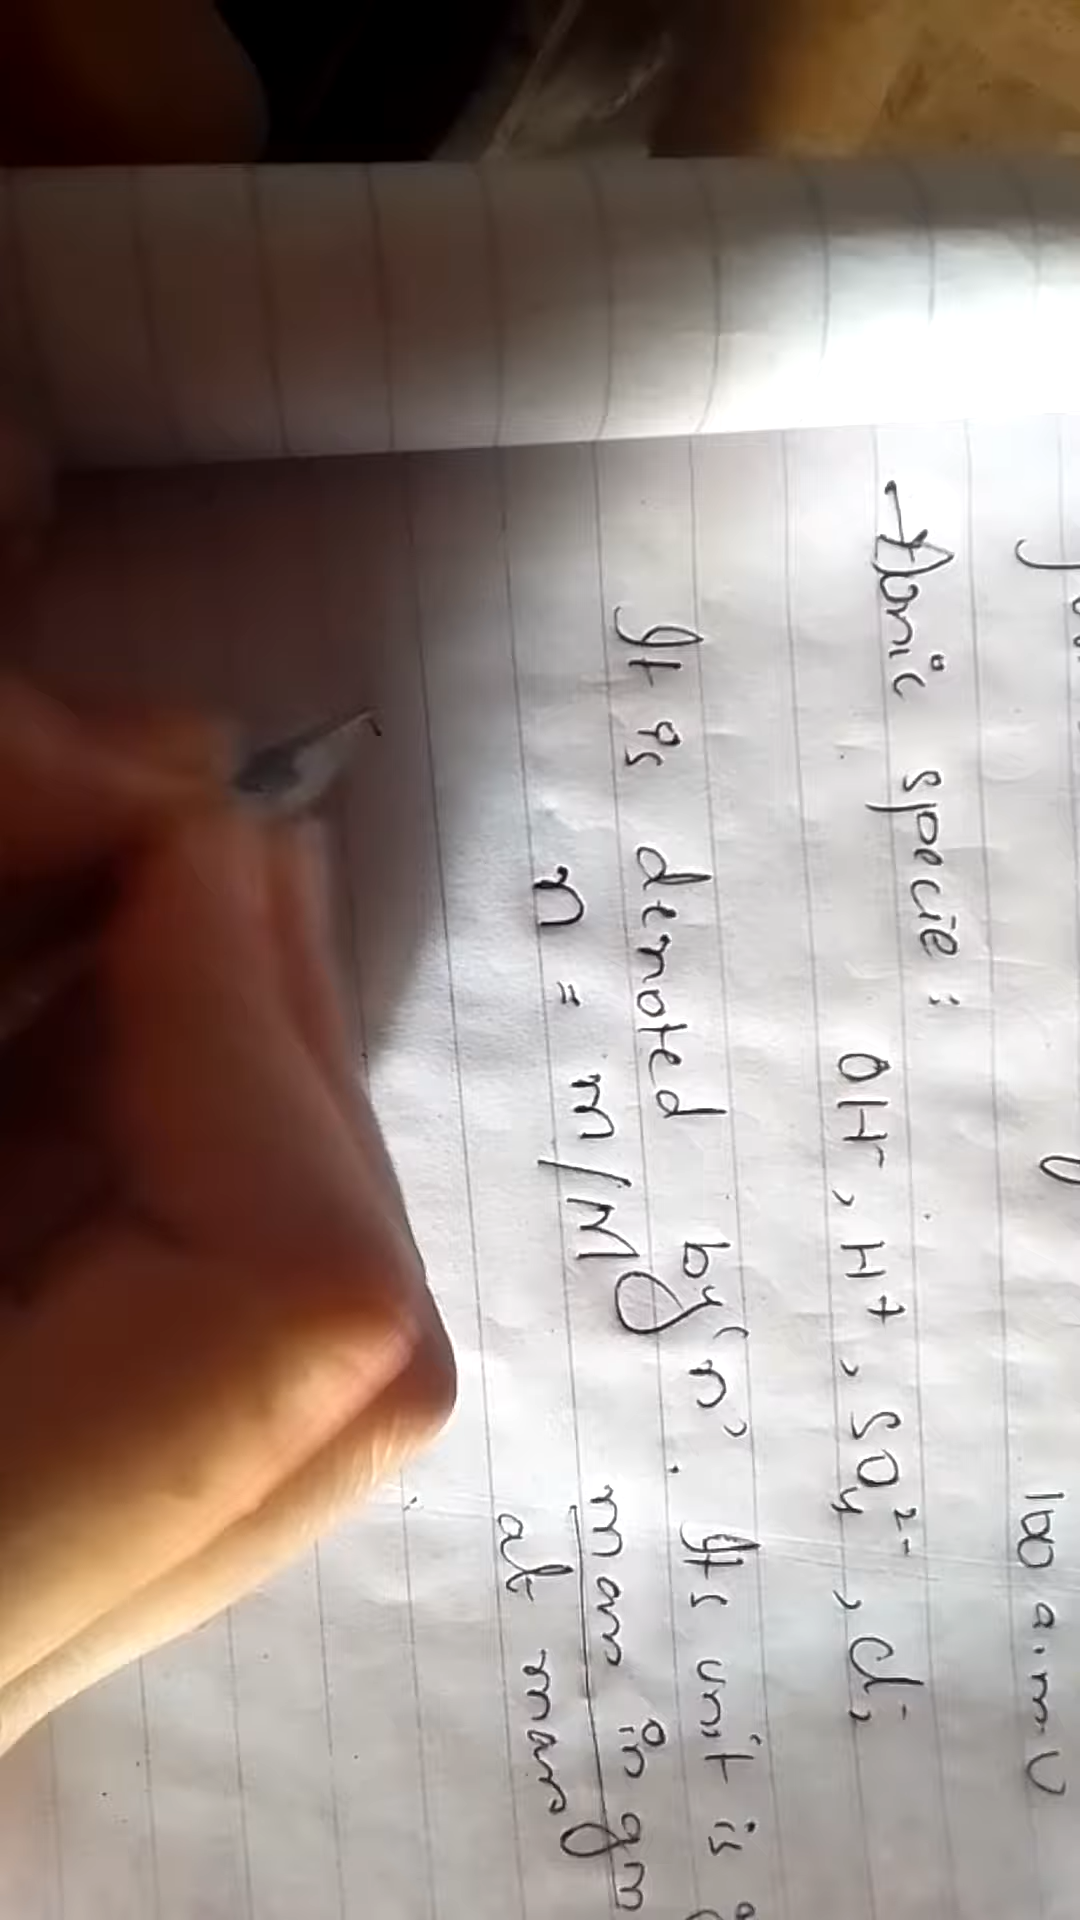 100 a.m.u
Ionic specie : OH⁻, H⁺, SO₄²⁻, Cl⁻,
It is denoted by 'n'. Its unit is
n = m/M mass in gm
at mass